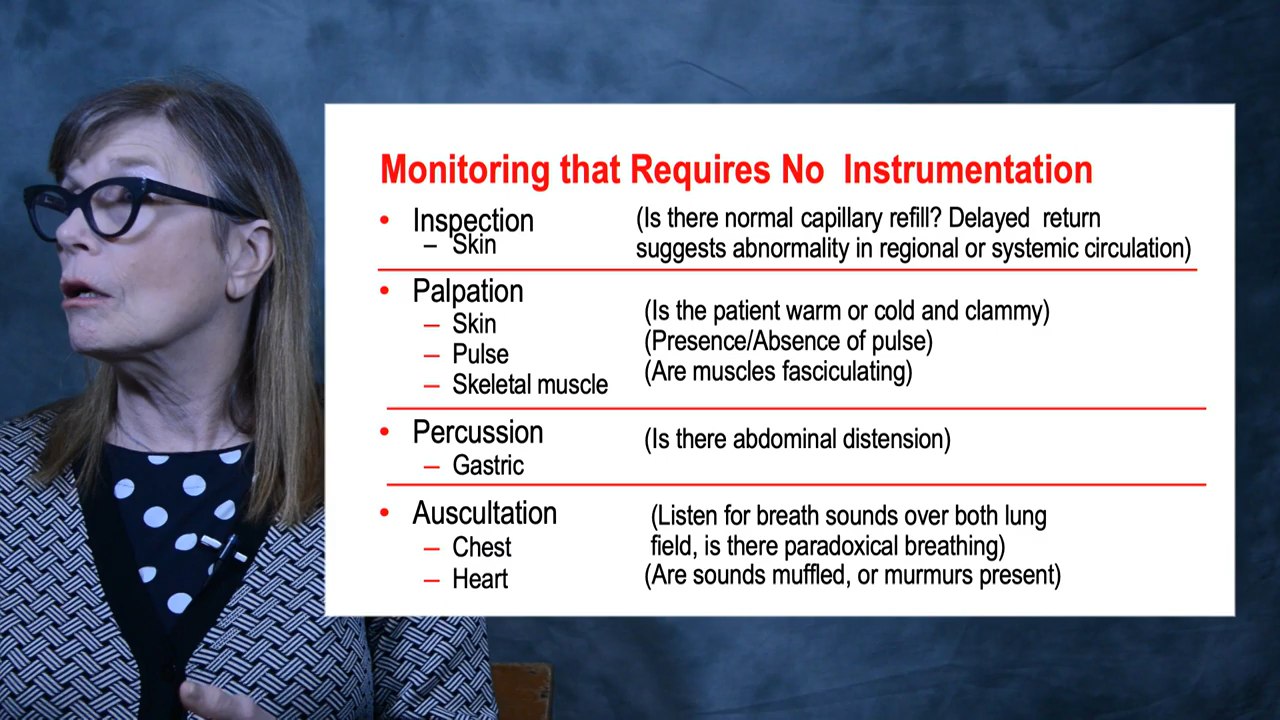 Monitoring that Requires No Instrumentation
• Inspection
– Skin
(Is there normal capillary refill? Delayed return
suggests abnormality in regional or systemic circulation)
• Palpation
– Skin
– Pulse
– Skeletal muscle
(Is the patient warm or cold and clammy)
(Presence/Absence of pulse)
(Are muscles fasciculating)
• Percussion
– Gastric
(Is there abdominal distension)
• Auscultation
– Chest
– Heart
(Listen for breath sounds over both lung
field, is there paradoxical breathing)
(Are sounds muffled, or murmurs present)